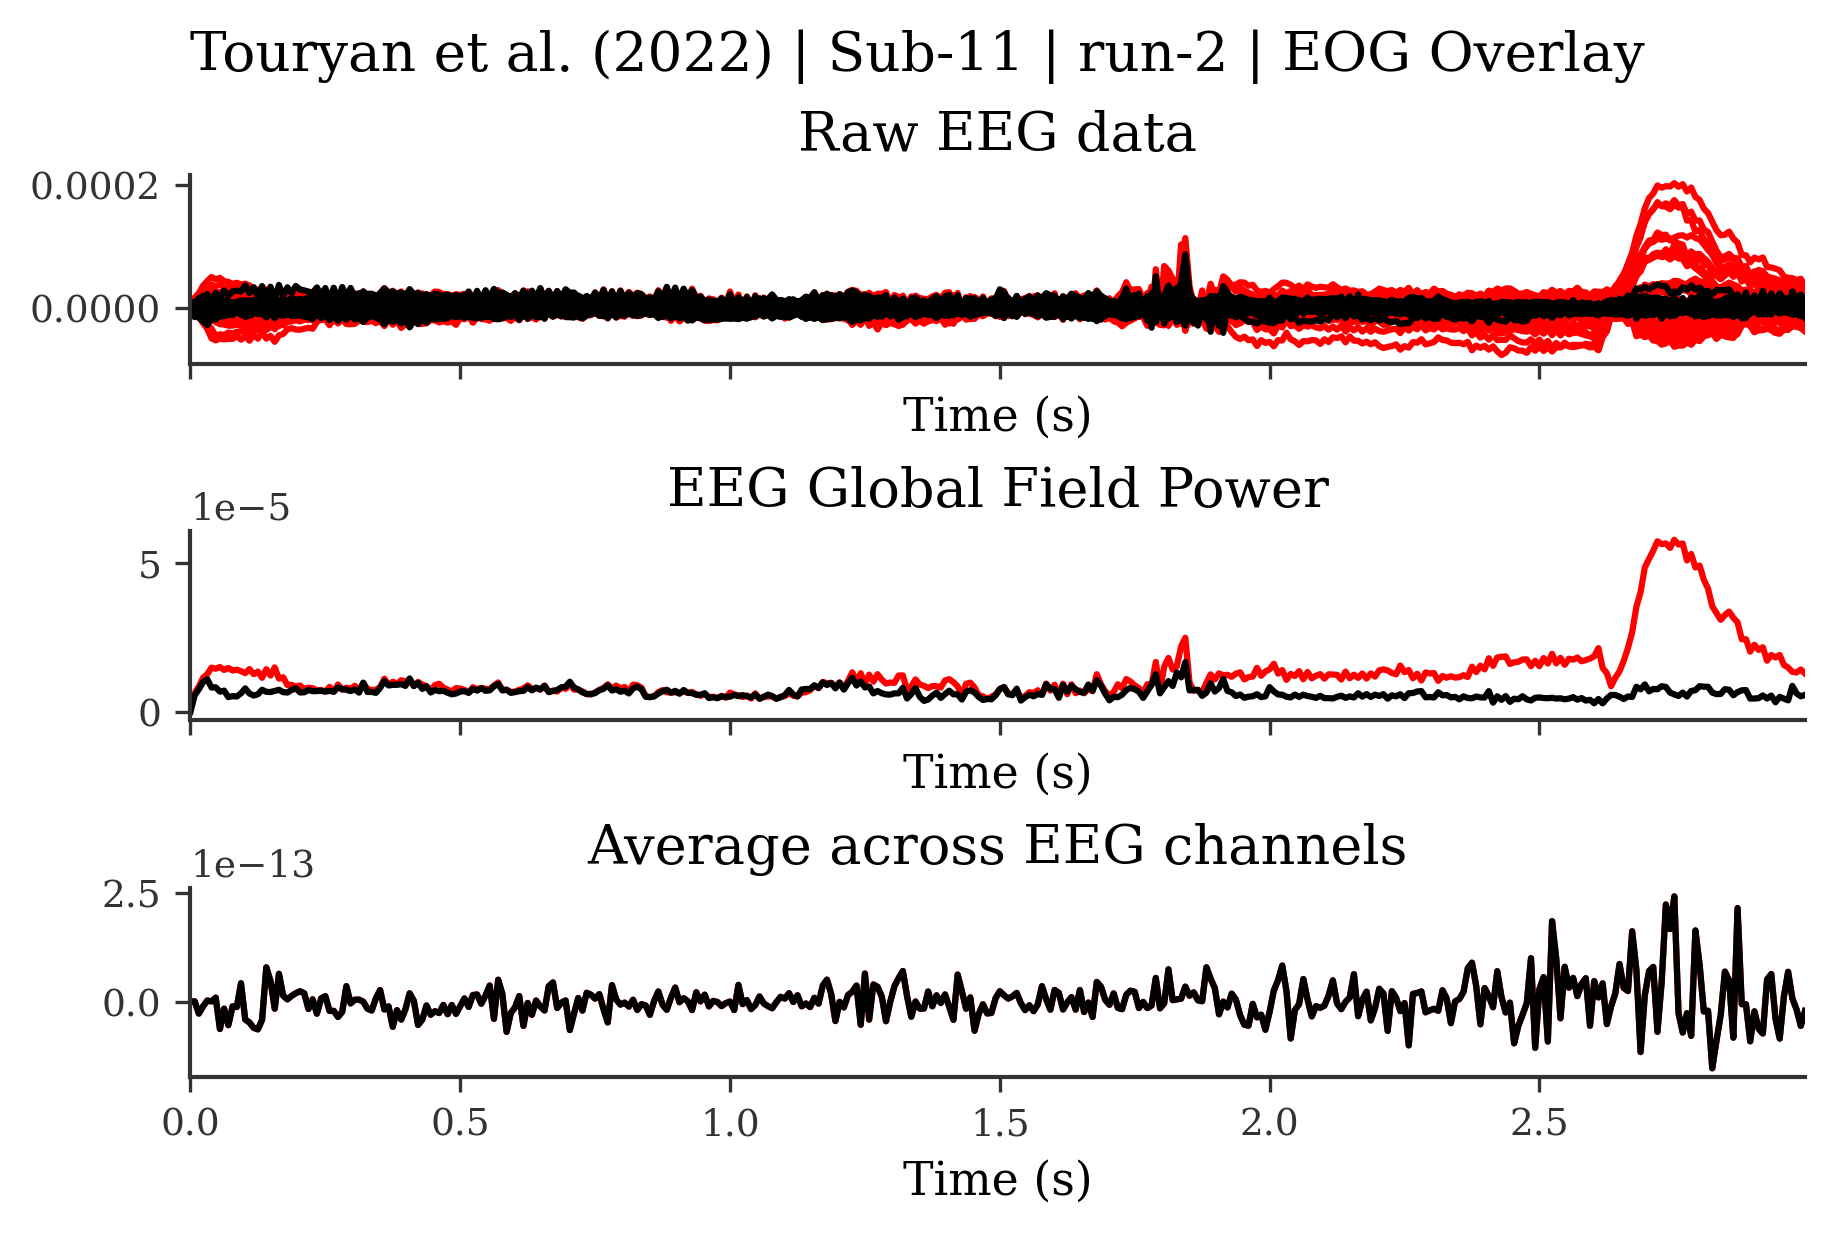 Touryan et al. (2022) | Sub-11 | run-2 | EOG Overlay
Raw EEG data
0.0002
0.0000
Time (s)
EEG Global Field Power
1e−5
5
0
Time (s)
Average across EEG channels
1e−13
2.5
0.0
0.0 0.5 1.0 1.5 2.0 2.5
Time (s)